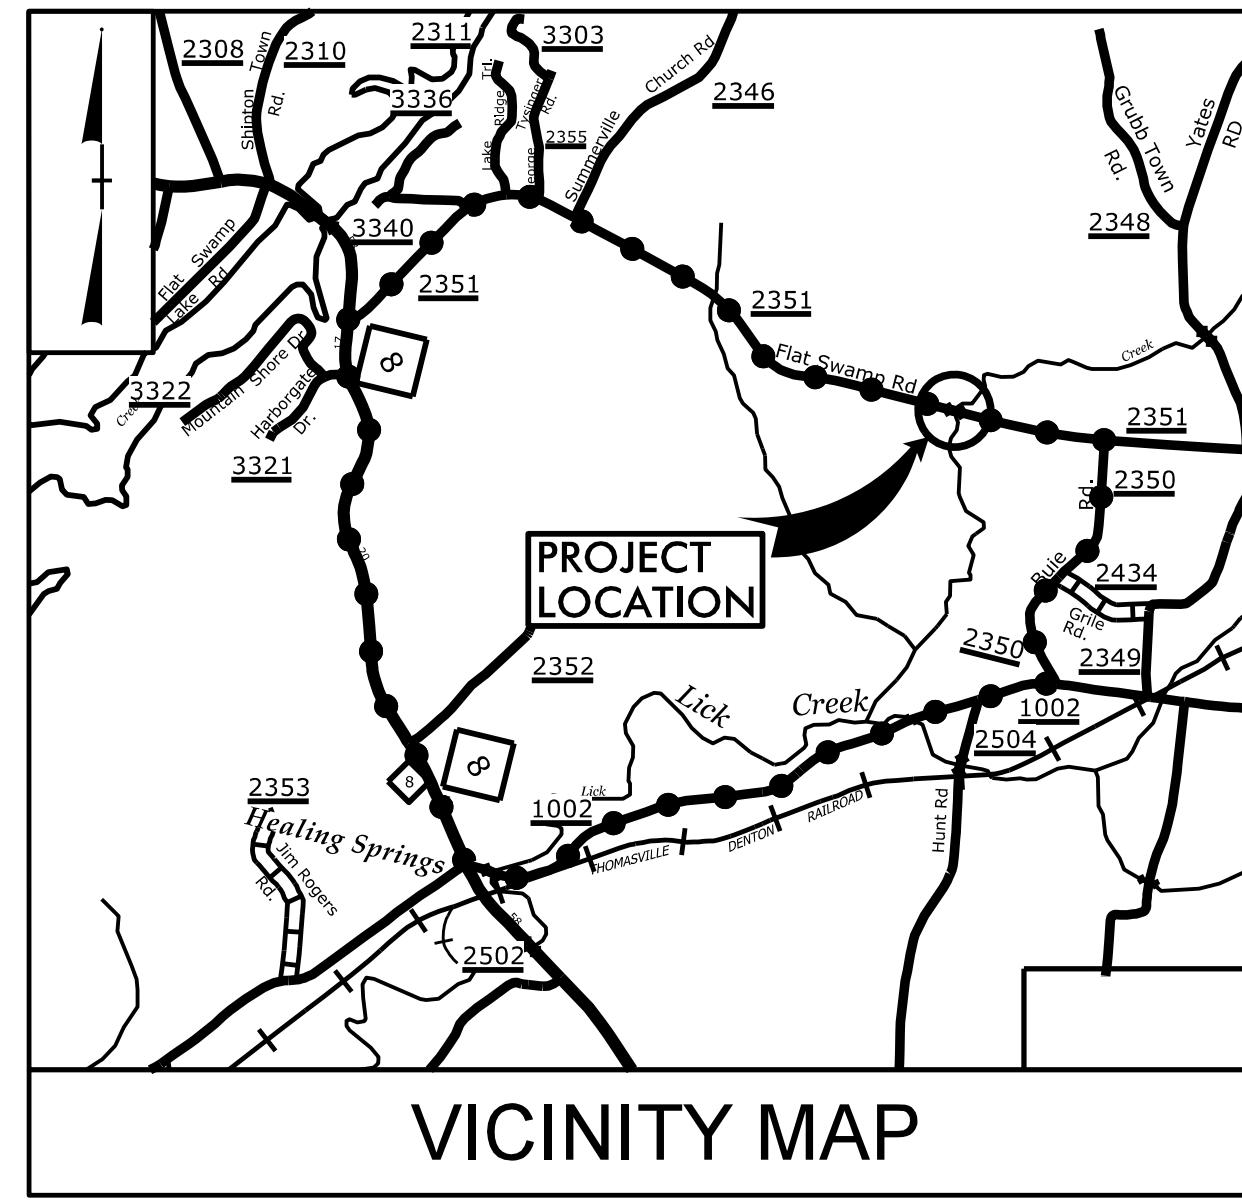 2308
Shipton Town
Rd.
2310
2311
3303
3336
Lake Ridge Trl.
Tysinger
Rd.
2355
Church Rd
Summerville
2346
Grubb Town
Rd.
Yates
RD
2348
Flat Swamp
Lake Rd
3340
2351
2351
17
8
Flat Swamp Rd
Creek
3322
Mountain Shore Dr.
Harborgate
Dr.
3321
2351
2350
Rd.
Buie
20
PROJECT
LOCATION
2434
Grile
Rd.
2350
2349
2352
Lick Creek
1002
2504
8
8
2353
Lick
1002
Healing Springs
Jim Rogers
Rd.
THOMASVILLE
DENTON
RAILROAD
Hunt Rd
58
2502
VICINITY MAP